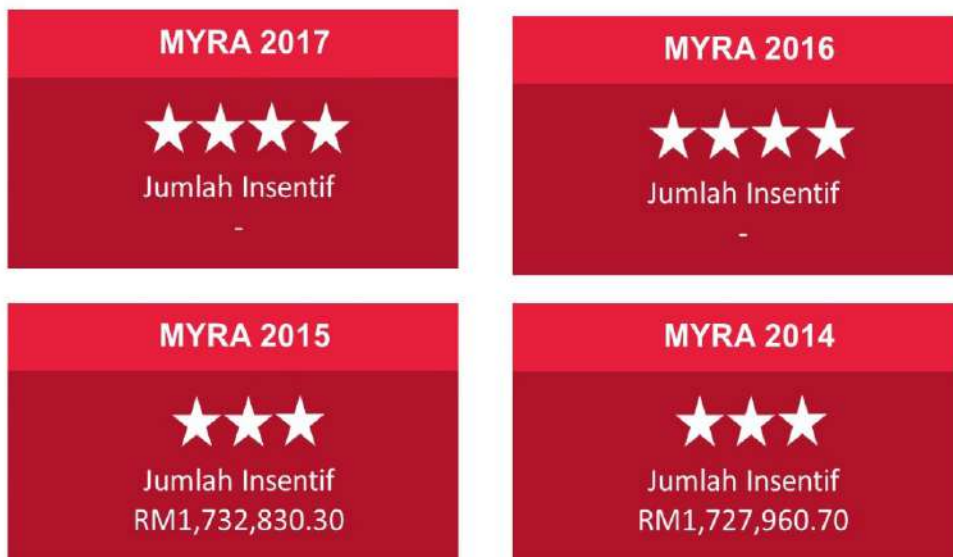 MYRA 2017
Jumlah Insentif
-
MYRA 2016
Jumlah Insentif
-
MYRA 2015
Jumlah Insentif
RM1,732,830.30
MYRA 2014
Jumlah Insentif
RM1,727,960.70